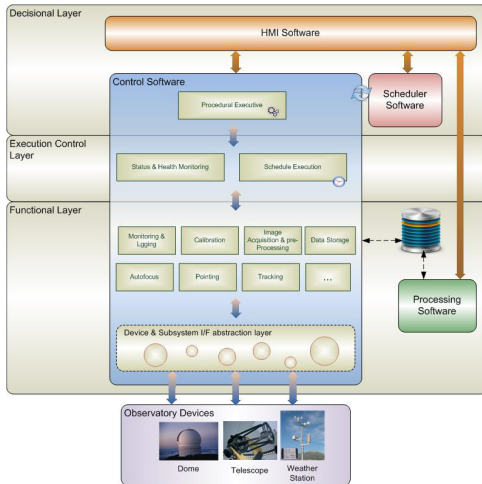 Decisional Layer
HMI Software
Control Software
Procedural Executive
Scheduler
Software
Execution Control
Layer
Status & Health Monitoring
Schedule Execution
Functional Layer
Monitoring &
Lgging
Calibration
Image
Acquisition & pre-
Processing
Data Storage
Autofocus
Pointing
Tracking
...
Processing
Software
Device & Subsystem I/F abstraction layer
Observatory Devices
Dome
Telescope
Weather
Station